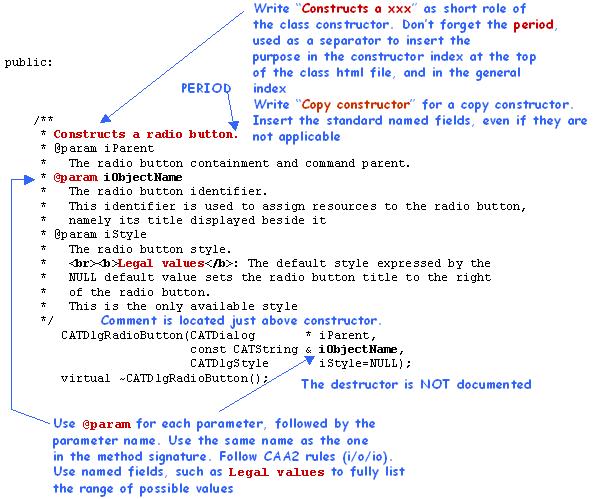 Write "Constructs a xxx" as short role of
the class constructor. Don't forget the period,
used as a separator to insert the
purpose in the constructor index at the top
of the class html file, and in the general
index
Write "Copy constructor" for a copy constructor.
Insert the standard named fields, even if they are
not applicable
public:
PERIOD
/**
* Constructs a radio button.
* @param iParent
*   The radio button containment and command parent.
* @param iObjectName
*   The radio button identifier.
*   This identifier is used to assign resources to the radio button,
*   namely its title displayed beside it
* @param iStyle
*   The radio button style.
*   <br><b>Legal values</b>: The default style expressed by the
*   NULL default value sets the radio button title to the right
*   of the radio button.
*   This is the only available style
*/
Comment is located just above constructor.
CATDlgRadioButton(CATDialog * iParent,
const CATString & iObjectName,
CATDlgStyle iStyle=NULL);
virtual ~CATDlgRadioButton();
The destructor is NOT documented
Use @param for each parameter, followed by the
parameter name. Use the same name as the one
in the method signature. Follow CAA2 rules (i/o/io).
Use named fields, such as Legal values to fully list
the range of possible values